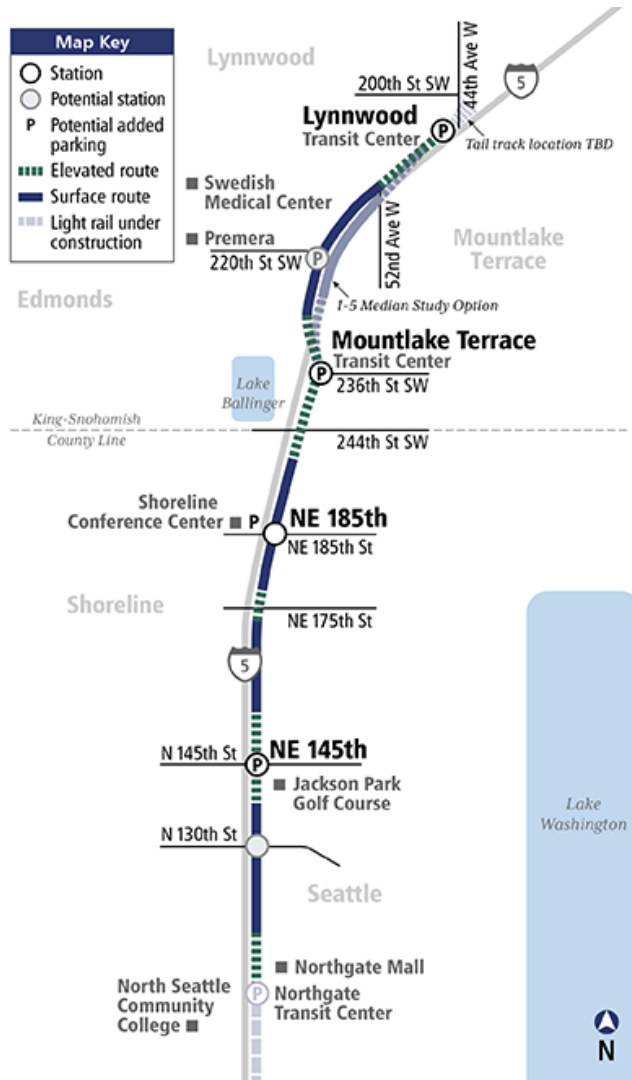 Map Key
Station
Potential station
P Potential added
parking
Elevated route
Surface route
Light rail under
construction
Lynnwood
5
44th Ave W
200th St SW
Lynnwood
Transit Center
P
Tail track location TBD
Swedish
Medical Center
Premera
220th St SW
P
52nd Ave W
Mountlake
Terrace
Edmonds
I-5 Median Study Option
Mountlake Terrace
Transit Center
P
236th St SW
Lake
Ballinger
King-Snohomish
County Line
244th St SW
Shoreline
Conference Center
P
NE 185th
NE 185th St
Shoreline
NE 175th St
5
N 145th St
NE 145th
P
Jackson Park
Golf Course
N 130th St
Lake
Washington
Seattle
Northgate Mall
North Seattle
Community
College
P
Northgate
Transit Center
N